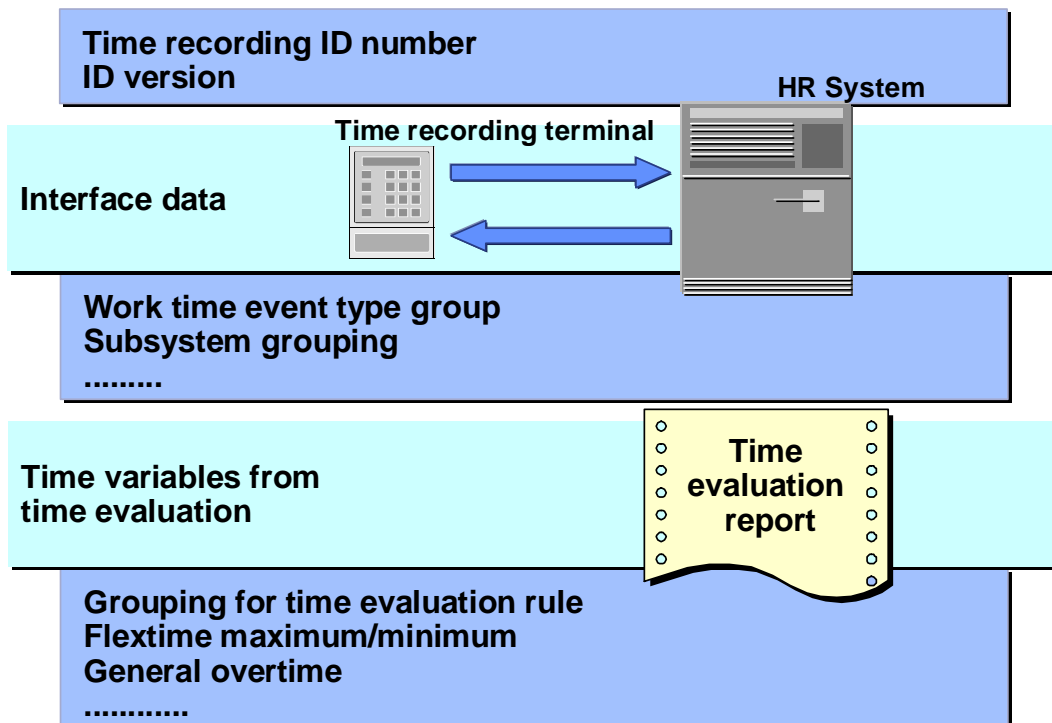 Time recording ID number
ID version
HR System
Time recording terminal
Interface data
Work time event type group
Subsystem grouping
.........
Time variables from
time evaluation
Time
evaluation
report
Grouping for time evaluation rule
Flextime maximum/minimum
General overtime
............